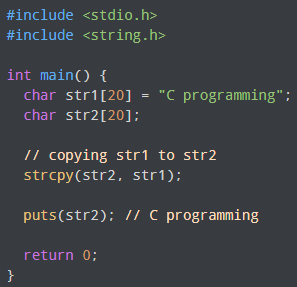 #include <stdio.h>
#include <string.h>

int main() {
  char str1[20] = "C programming";
  char str2[20];

  // copying str1 to str2
  strcpy(str2, str1);

  puts(str2); // C programming

  return 0;
}